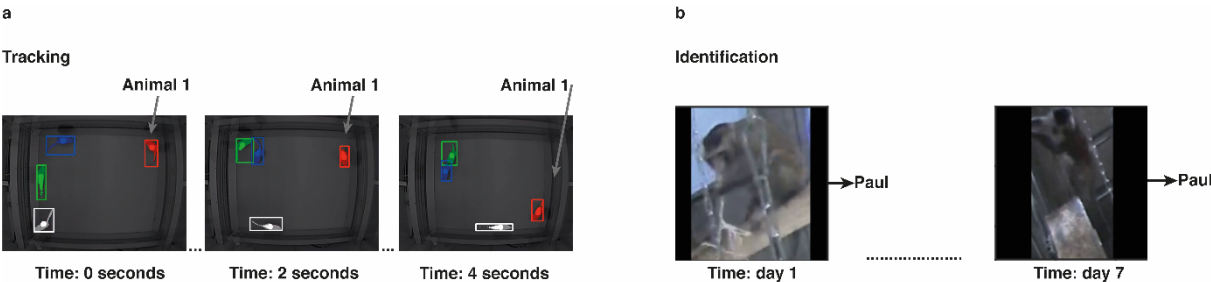 a
Tracking
Animal 1
Animal 1
Animal 1
...
...
Time: 0 seconds
Time: 2 seconds
Time: 4 seconds
b
Identification
Paul
Paul
Time: day 1
....................
Time: day 7